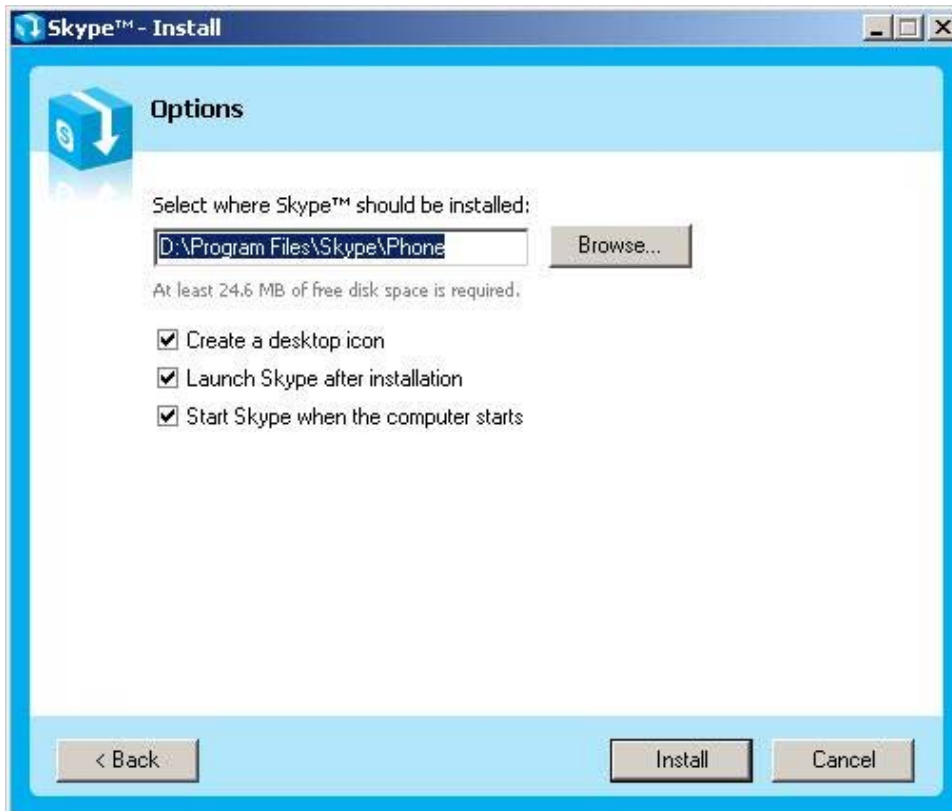 Skype™ - Install
Options
Select where Skype™ should be installed:
D:\Program Files\Skype\Phone
Browse...
At least 24.6 MB of free disk space is required.
Create a desktop icon
Launch Skype after installation
Start Skype when the computer starts
< Back
Install
Cancel